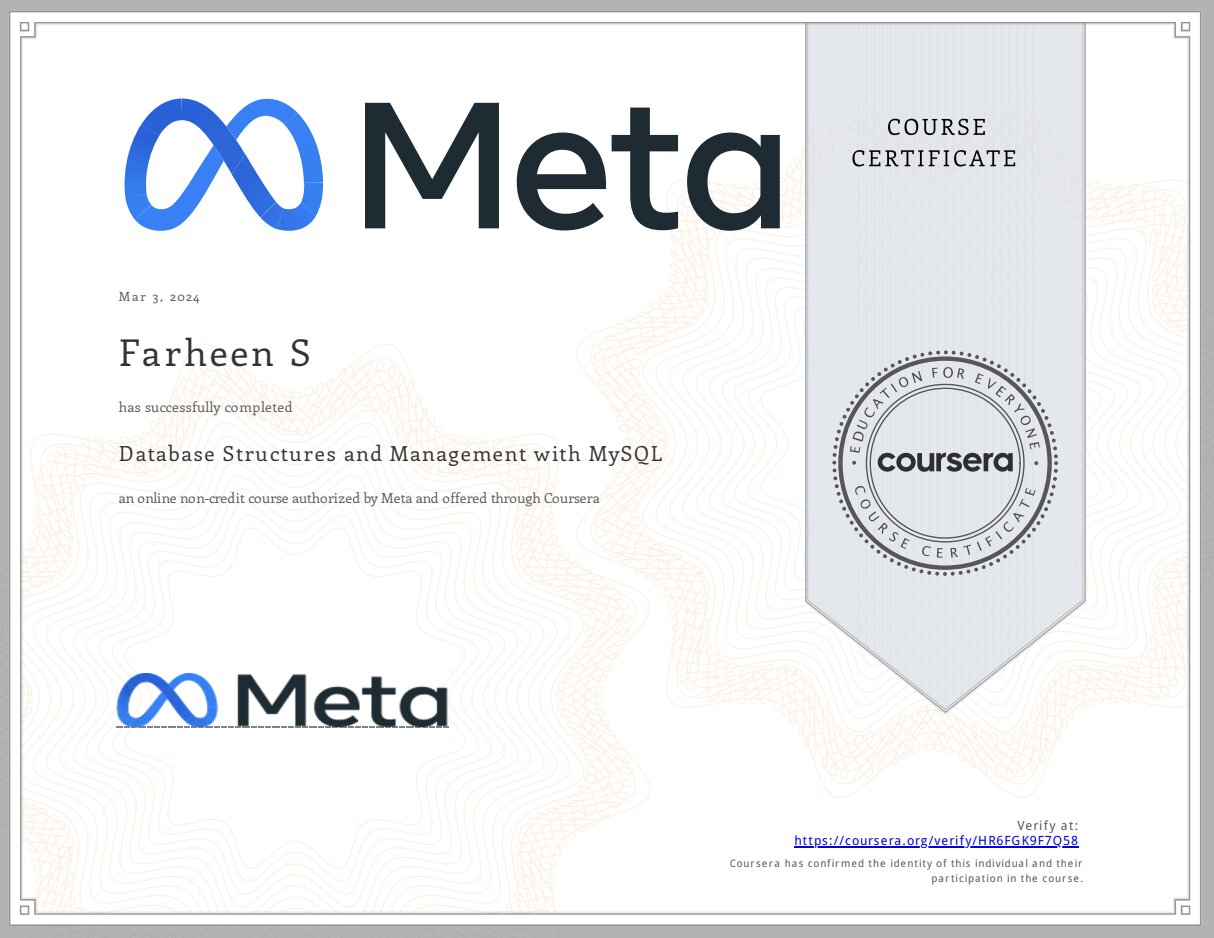 Meta
COURSE
CERTIFICATE
Mar 3, 2024
Farheen S
has successfully completed
Database Structures and Management with MySQL
an online non-credit course authorized by Meta and offered through Coursera
EDUCATION FOR EVERYONE
coursera
COURSE CERTIFICATE
Meta
Verify at:
https://coursera.org/verify/HR6FGK9F7Q58
Coursera has confirmed the identity of this individual and their
participation in the course.